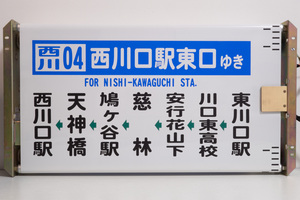 西川04 西川口駅東口ゆき
FOR NISHI-KAWAGUCHI STA.
東川口駅
川口東高校
安行花山下
慈林
鳩ヶ谷駅
天神橋
西川口駅